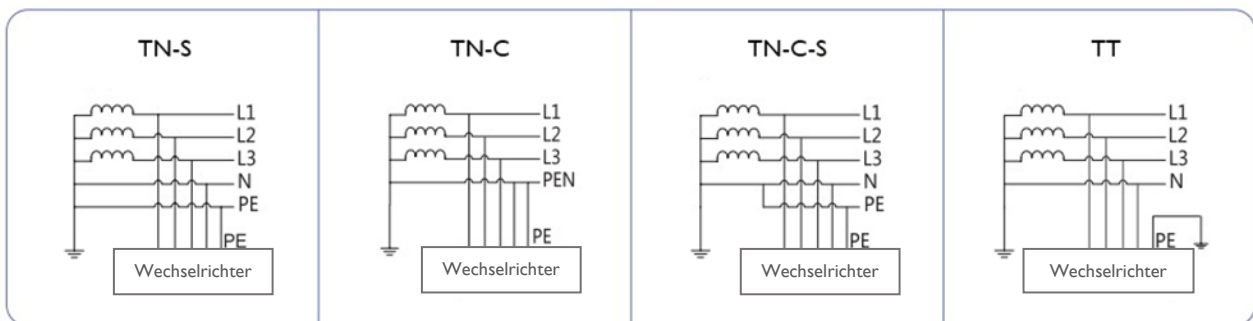 TN-S
L1
L2
L3
N
PE
PE
Wechselrichter
TN-C
L1
L2
L3
PEN
PE
Wechselrichter
TN-C-S
L1
L2
L3
N
PE
PE
Wechselrichter
TT
L1
L2
L3
N
PE
Wechselrichter